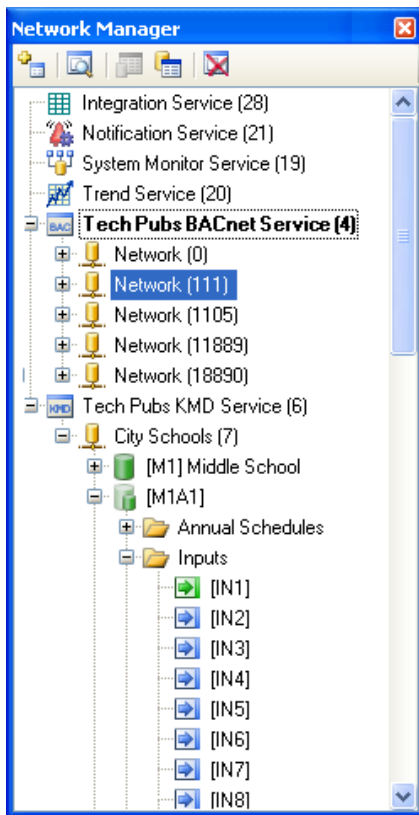 Network Manager
Integration Service (28)
Notification Service (21)
System Monitor Service (19)
Trend Service (20)
BAC Tech Pubs BACnet Service (4)
Network (0)
Network (111)
Network (1105)
Network (11889)
Network (18890)
KMD Tech Pubs KMD Service (6)
City Schools (7)
[M1] Middle School
[M1A1]
Annual Schedules
Inputs
[IN1]
[IN2]
[IN3]
[IN4]
[IN5]
[IN6]
[IN7]
[IN8]